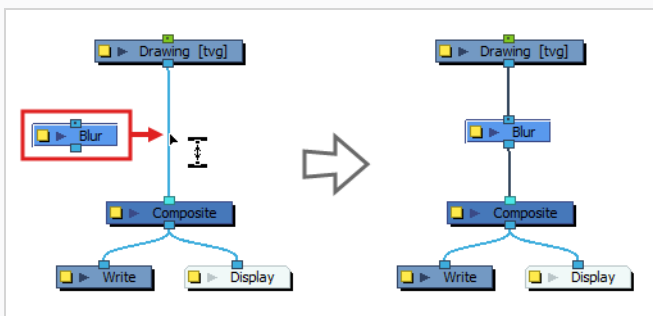 Drawing [tvg]
Blur
Composite
Write
Display
Drawing [tvg]
Blur
Composite
Write
Display